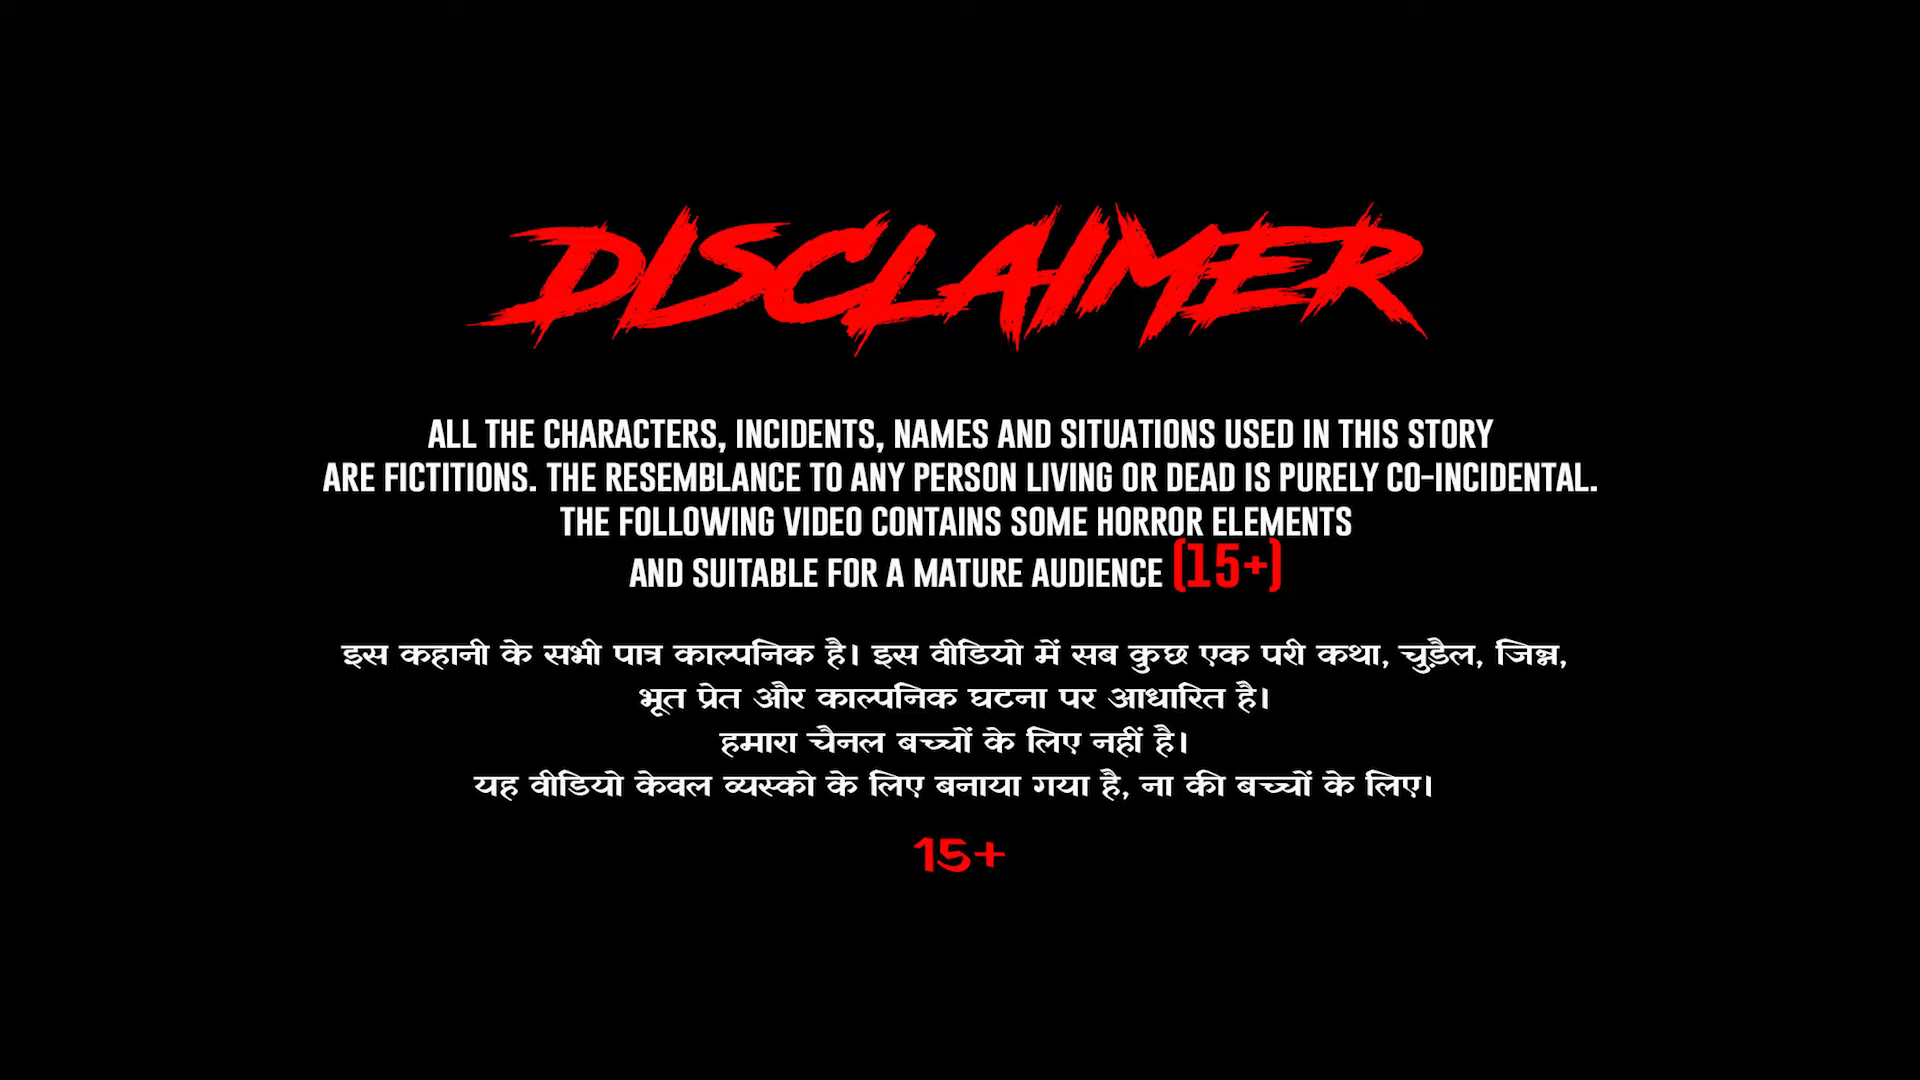 DISCLAIMER
ALL THE CHARACTERS, INCIDENTS, NAMES AND SITUATIONS USED IN THIS STORY
ARE FICTITIONS. THE RESEMBLANCE TO ANY PERSON LIVING OR DEAD IS PURELY CO-INCIDENTAL.
THE FOLLOWING VIDEO CONTAINS SOME HORROR ELEMENTS
AND SUITABLE FOR A MATURE AUDIENCE (15+)
इस कहानी के सभी पात्र काल्पनिक है। इस वीडियो में सब कुछ एक परी कथा, चुड़ैल, जिन्न,
भूत प्रेत और काल्पनिक घटना पर आधारित है।
हमारा चैनल बच्चों के लिए नहीं है।
यह वीडियो केवल व्यस्को के लिए बनाया गया है, ना की बच्चों के लिए।
15+